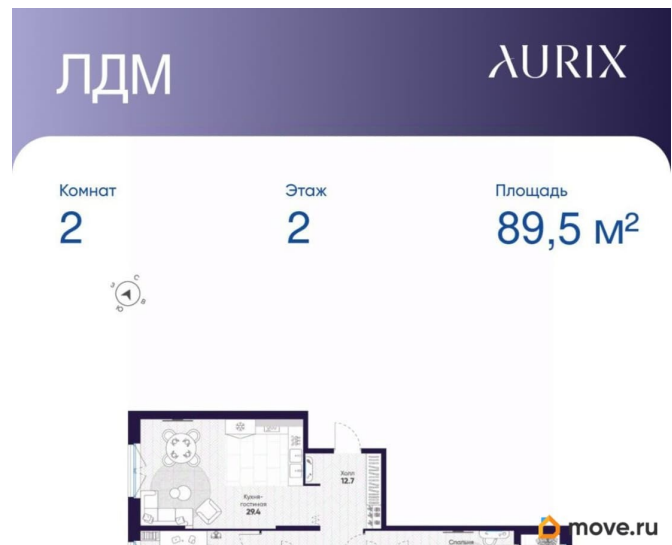 ЛДМ AURIX
Комнат Этаж Площадь
2 2 89,5 м²
С
З В
Ю
Холл
12.7
Кухня-
гостиная
29.4
Спальня
move.ru